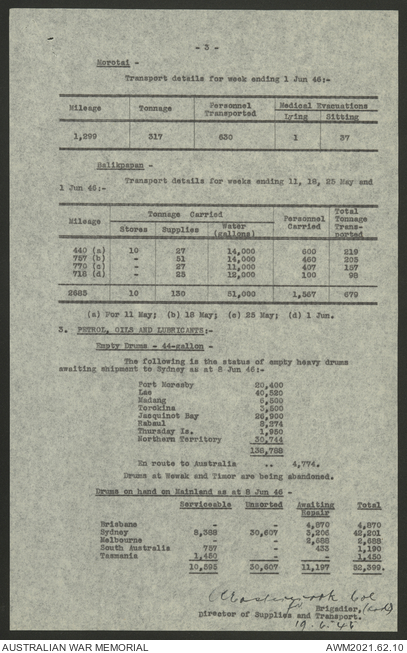 - 3 -
Morotai -
Transport details for week ending 1 Jun 46:-
Mileage Tonnage Personnel Transported Medical Evacuations
Lying Sitting
1,299 317 630 1 37
Balikpapan -
Transport details for weeks ending 11, 18, 25 May and
1 Jun 46:-
Mileage Tonnage Carried Personnel Carried Total Tonnage Trans-ported
Stores Supplies Water (gallons)
440 (a) 10 27 14,000 600 219
757 (b) - 51 14,000 460 205
770 (c) - 27 11,000 407 157
718 (d) - 25 12,000 100 98
2685 10 130 51,000 1,567 679
(a) For 11 May; (b) 18 May; (c) 25 May; (d) 1 Jun.
3. PETROL, OILS AND LUBRICANTS:-
Empty Drums - 44-gallon -
The following is the status of empty heavy drums
awaiting shipment to Sydney as at 8 Jun 46:-
Port Moresby 20,400
Lae 40,520
Madang 6,500
Torokina 3,500
Jacquinot Bay 26,900
Rabaul 8,274
Thursday Is. 1,950
Northern Territory 30,744
138,788
En route to Australia .. 4,774.
Drums at Wewak and Timor are being abandoned.
Drums on hand on Mainland as at 8 Jun 46 -
Serviceable Unsorted Awaiting Repair Total
Brisbane - - 4,870 4,870
Sydney 8,388 30,607 3,206 42,201
Melbourne - - 2,688 2,688
South Australia 757 - 433 1,190
Tasmania 1,450 - - 1,450
10,595 30,607 11,197 52,399.
Col
Brigadier,
Director of Supplies and Transport.
19.6.46
AUSTRALIAN WAR MEMORIAL AWM2021.62.10